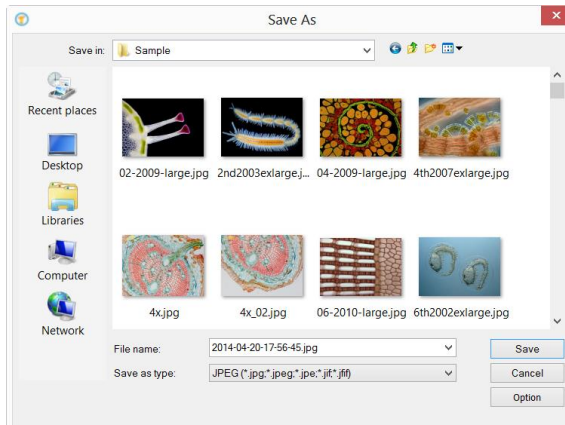 Save As
Save in: Sample
Recent places
Desktop
Libraries
Computer
Network
02-2009-large.jpg 2nd2003exlarge.j... 04-2009-large.jpg 4th2007exlarge.jpg
4x.jpg 4x_02.jpg 06-2010-large.jpg 6th2002exlarge.jpg
File name: 2014-04-20-17-56-45.jpg Save
Save as type: JPEG (*.jpg;*.jpeg;*.jpe;*.jif;*.jfif) Cancel
Option